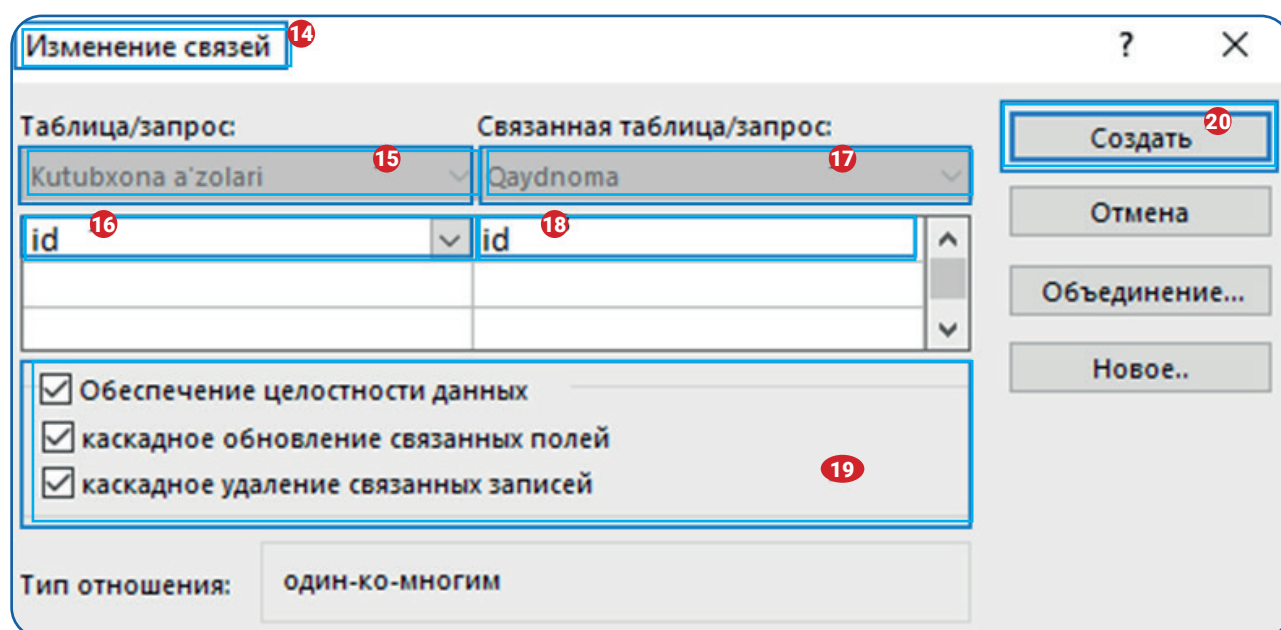 Изменение связей 14 ? X
Таблица/запрос: Связанная таблица/запрос:
Kutubxona a'zolari 15 Qaydnoma 17
id 16 id 18
Обеспечение целостности данных
каскадное обновление связанных полей
каскадное удаление связанных записей
19
Тип отношения: один-ко-многим
Создать 20
Отмена
Объединение...
Новое..